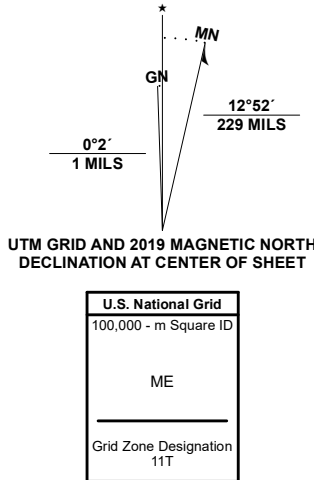 ★
MN
GN
12°52´
229 MILS
0°2´
1 MILS
UTM GRID AND 2019 MAGNETIC NORTH
DECLINATION AT CENTER OF SHEET
U.S. National Grid
100,000 - m Square ID
ME
Grid Zone Designation
11T